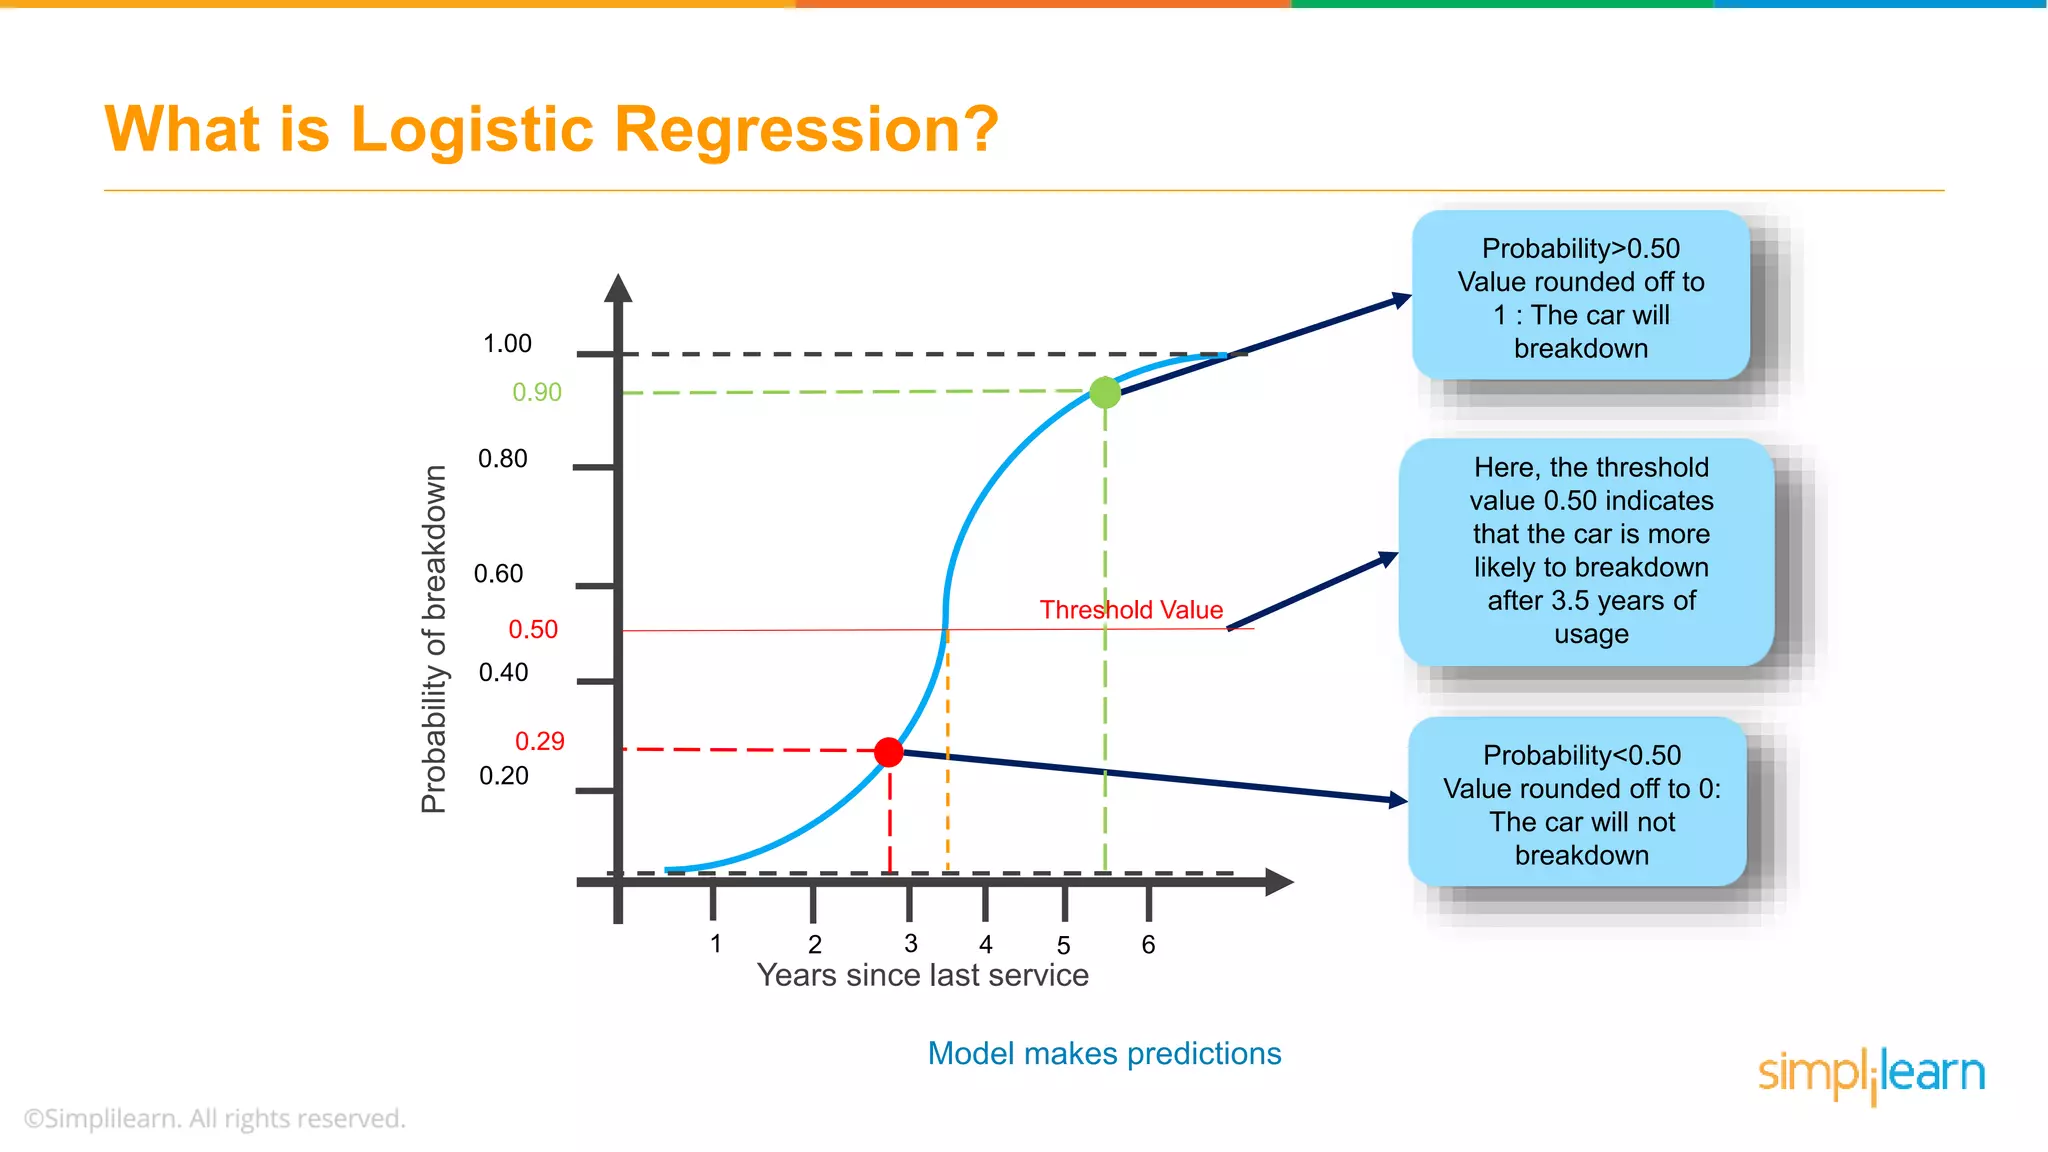 What is Logistic Regression?
Probability>0.50
Value rounded off to
1 : The car will
breakdown
1.00
0.90
0.80
0.60
0.50
0.40
0.29
0.20
Probability of breakdown
Threshold Value
Here, the threshold
value 0.50 indicates
that the car is more
likely to breakdown
after 3.5 years of
usage
Probability<0.50
Value rounded off to 0:
The car will not
breakdown
1 2 3 4 5 6
Years since last service
Model makes predictions
simplilearn
©Simplilearn. All rights reserved.